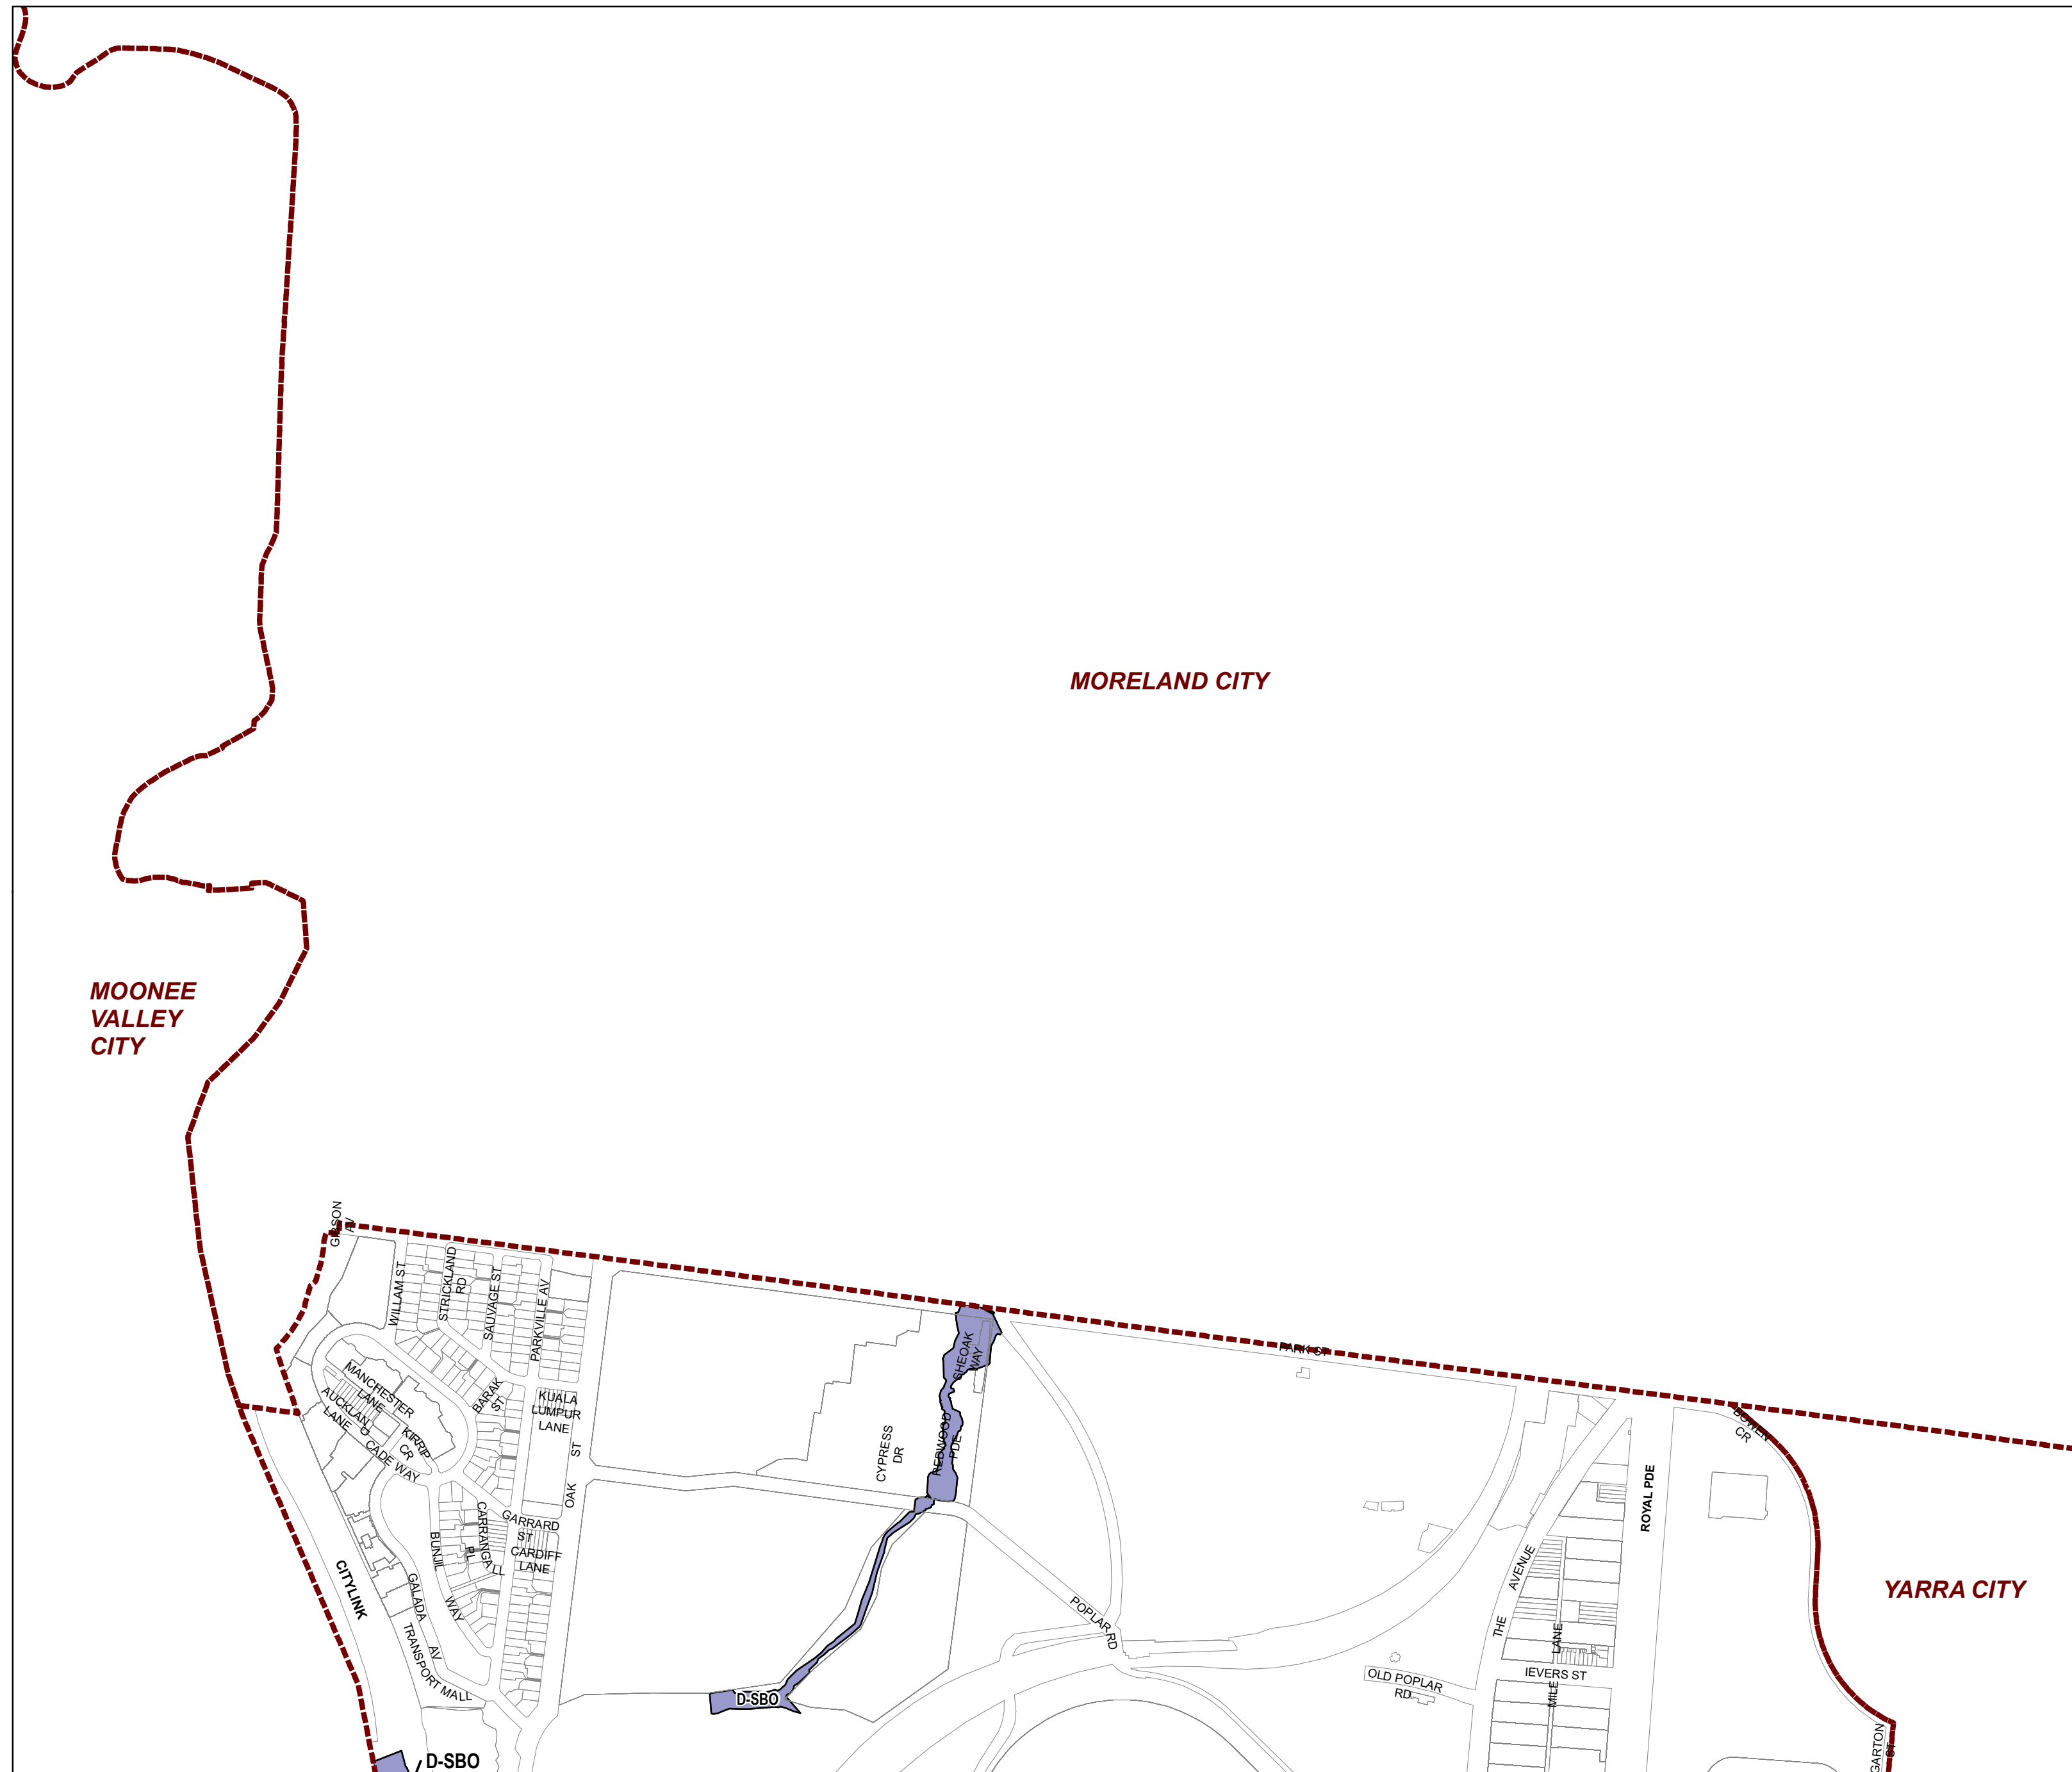 MORELAND CITY
MOONEE
VALLEY
CITY
GIBSON
AV
WILLAM ST
STRICKLAND
RD
SAUVAGE ST
PARKVILLE AV
SHEOAK
WAY
PARK ST
MANCHESTER
LANE
AUCKLAND
LANE
BARAK
ST
KUALA
LUMPUR
LANE
KIRRIP
CR
CADE WAY
OAK ST
CYPRESS
DR
REDWOOD
PDE
BOWEN
CR
ROYAL PDE
GARRARD
ST
CARDIFF
LANE
CARRANGALL
PL
BUNJIL WAY
CITYLINK
GALADA AV
TRANSPORT MALL
POPLAR RD
THE AVENUE
YARRA CITY
OLD POPLAR
RD
IEVERS ST
MILE LANE
D-SBO
GARTON
ST
D-SBO